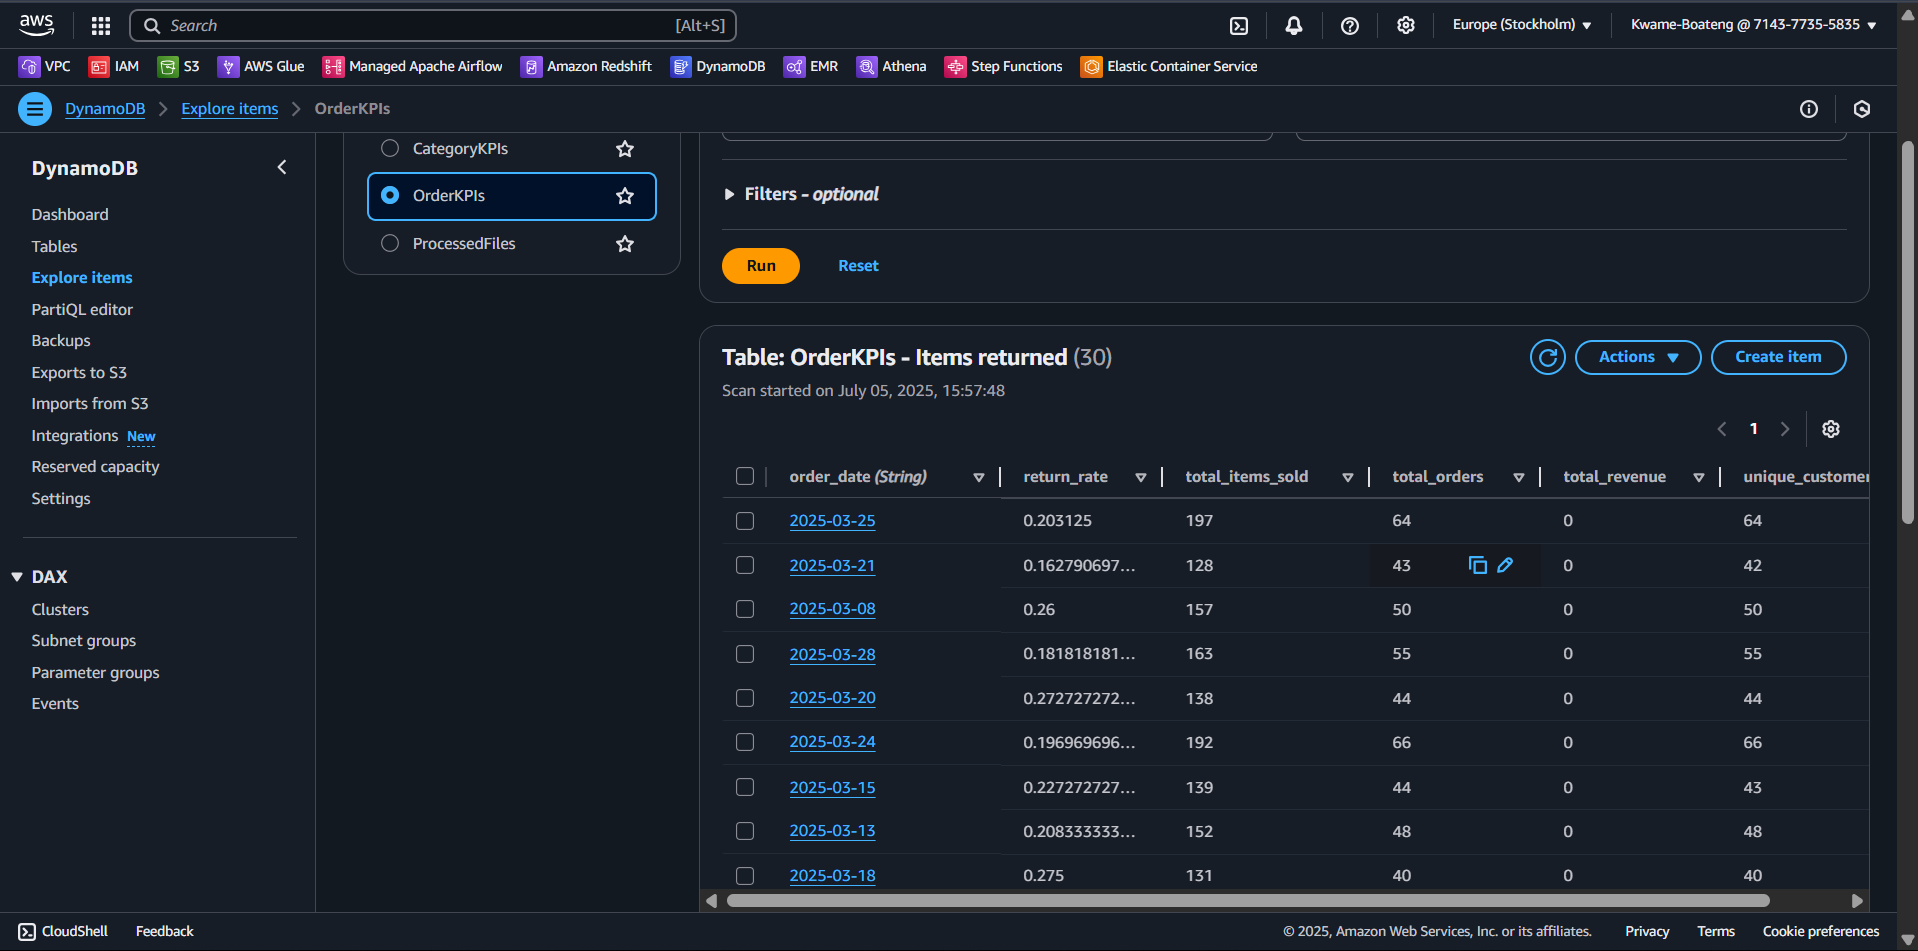 aws Search [Alt+S] Europe (Stockholm) Kwame-Boateng @ 7143-7735-5835
VPC IAM S3 AWS Glue Managed Apache Airflow Amazon Redshift DynamoDB EMR Athena Step Functions Elastic Container Service
DynamoDB Explore items OrderKPIs
DynamoDB
Dashboard
Tables
Explore items
PartiQL editor
Backups
Exports to S3
Imports from S3
Integrations New
Reserved capacity
Settings
DAX
Clusters
Subnet groups
Parameter groups
Events
CategoryKPIs
OrderKPIs
ProcessedFiles
Filters - optional
Run Reset
Table: OrderKPIs - Items returned (30)
Actions Create item
Scan started on July 05, 2025, 15:57:48
1
order_date (String) return_rate total_items_sold total_orders total_revenue unique_customer
2025-03-25 0.203125 197 64 0 64
2025-03-21 0.162790697... 128 43 0 42
2025-03-08 0.26 157 50 0 50
2025-03-28 0.181818181... 163 55 0 55
2025-03-20 0.272727272... 138 44 0 44
2025-03-24 0.196969696... 192 66 0 66
2025-03-15 0.227272727... 139 44 0 43
2025-03-13 0.208333333... 152 48 0 48
2025-03-18 0.275 131 40 0 40
CloudShell Feedback © 2025, Amazon Web Services, Inc. or its affiliates. Privacy Terms Cookie preferences